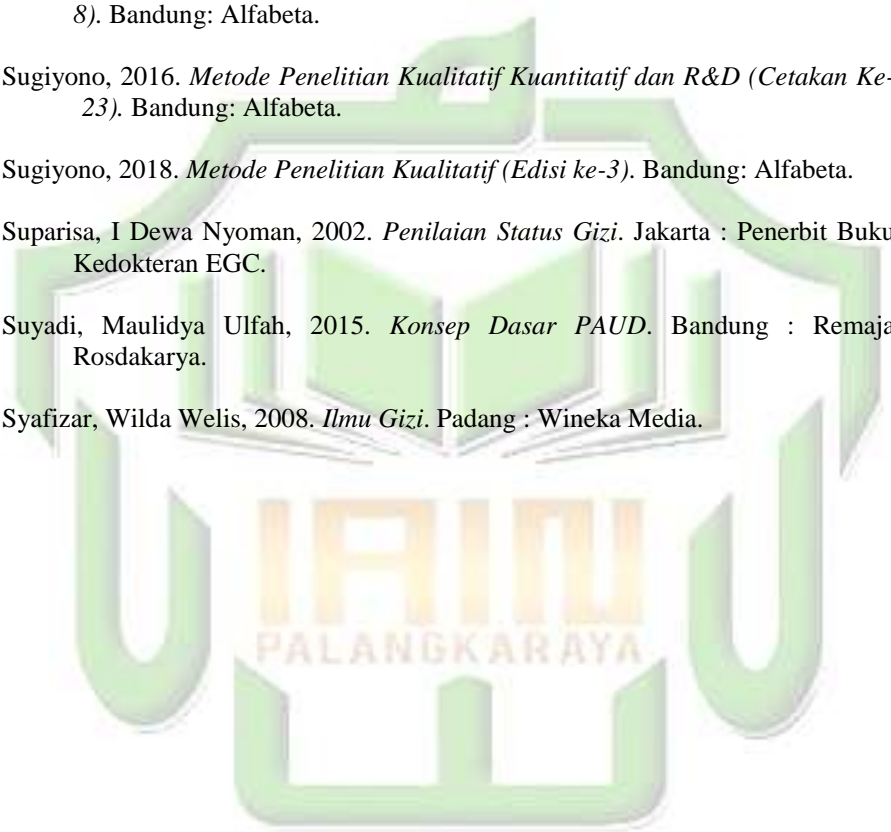 8). Bandung: Alfabeta.
Sugiyono, 2016. Metode Penelitian Kualitatif Kuantitatif dan R&D (Cetakan Ke-
23). Bandung: Alfabeta.
Sugiyono, 2018. Metode Penelitian Kualitatif (Edisi ke-3). Bandung: Alfabeta.
Suparisa, I Dewa Nyoman, 2002. Penilaian Status Gizi. Jakarta : Penerbit Buku
Kedokteran EGC.
Suyadi, Maulidya Ulfah, 2015. Konsep Dasar PAUD. Bandung : Remaja
Rosdakarya.
Syafizar, Wilda Welis, 2008. Ilmu Gizi. Padang : Wineka Media.
IAIN
PALANGKARAYA